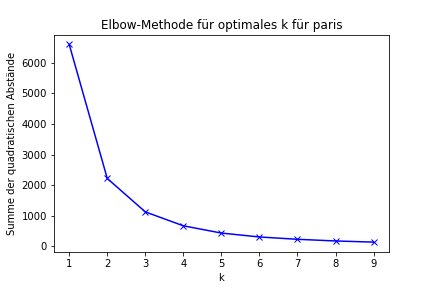 Elbow-Methode für optimales k für paris
Summe der quadratischen Abstände
6000
5000
4000
3000
2000
1000
0
1 2 3 4 5 6 7 8 9
k